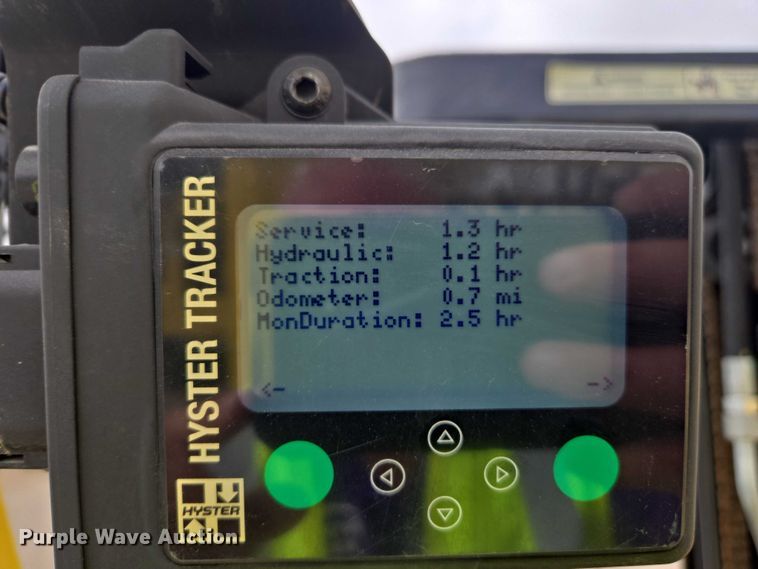 HYSTER TRACKER
Service: 1.3 hr
Hydraulic: 1.2 hr
Traction: 0.1 hr
Odometer: 0.7 mi
MonDuration: 2.5 hr
<- ->
HYSTER
Purple Wave Auction